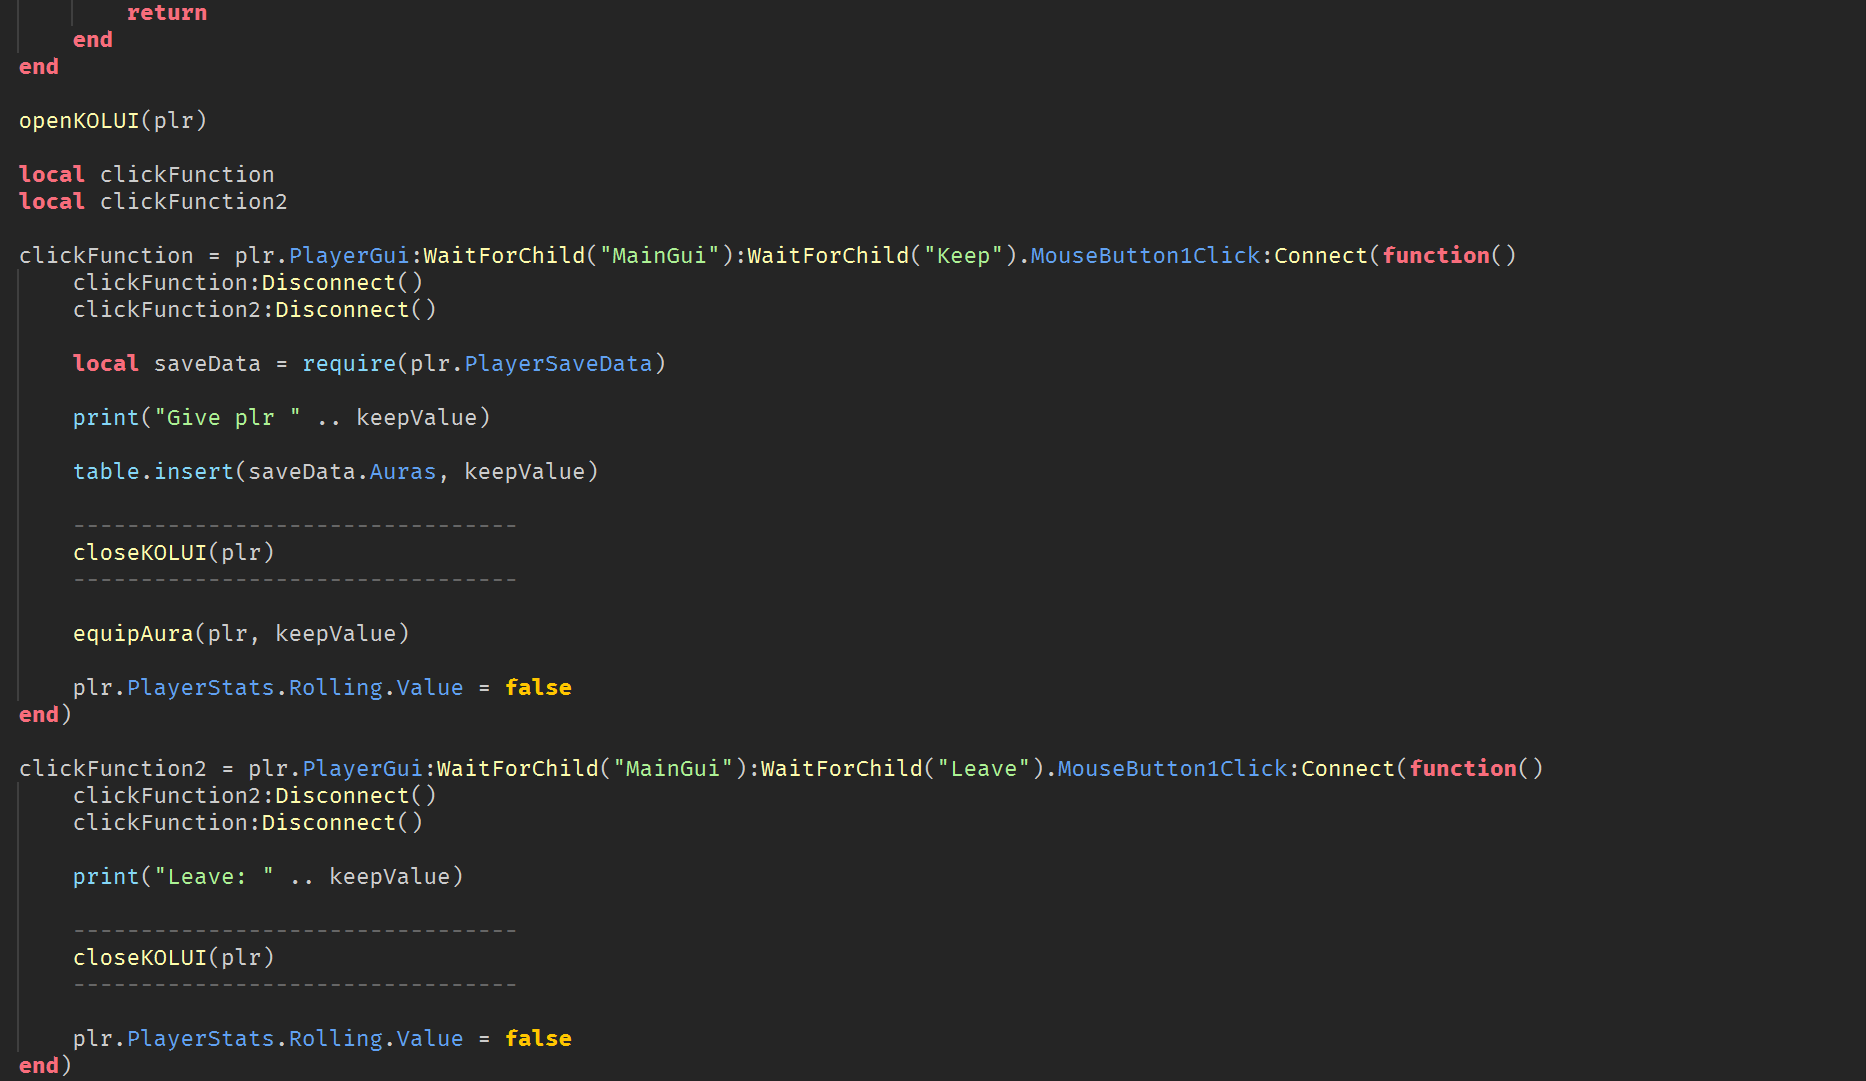 return
end
end
openKOLUI(plr)
local clickFunction
local clickFunction2
clickFunction = plr.PlayerGui:WaitForChild("MainGui"):WaitForChild("Keep").MouseButton1Click:Connect(function()
clickFunction:Disconnect()
clickFunction2:Disconnect()
local saveData = require(plr.PlayerSaveData)
print("Give plr " .. keepValue)
table.insert(saveData.Auras, keepValue)
---------------------------------
closeKOLUI(plr)
---------------------------------
equipAura(plr, keepValue)
plr.PlayerStats.Rolling.Value = false
end)
clickFunction2 = plr.PlayerGui:WaitForChild("MainGui"):WaitForChild("Leave").MouseButton1Click:Connect(function()
clickFunction2:Disconnect()
clickFunction:Disconnect()
print("Leave: " .. keepValue)
---------------------------------
closeKOLUI(plr)
---------------------------------
plr.PlayerStats.Rolling.Value = false
end)